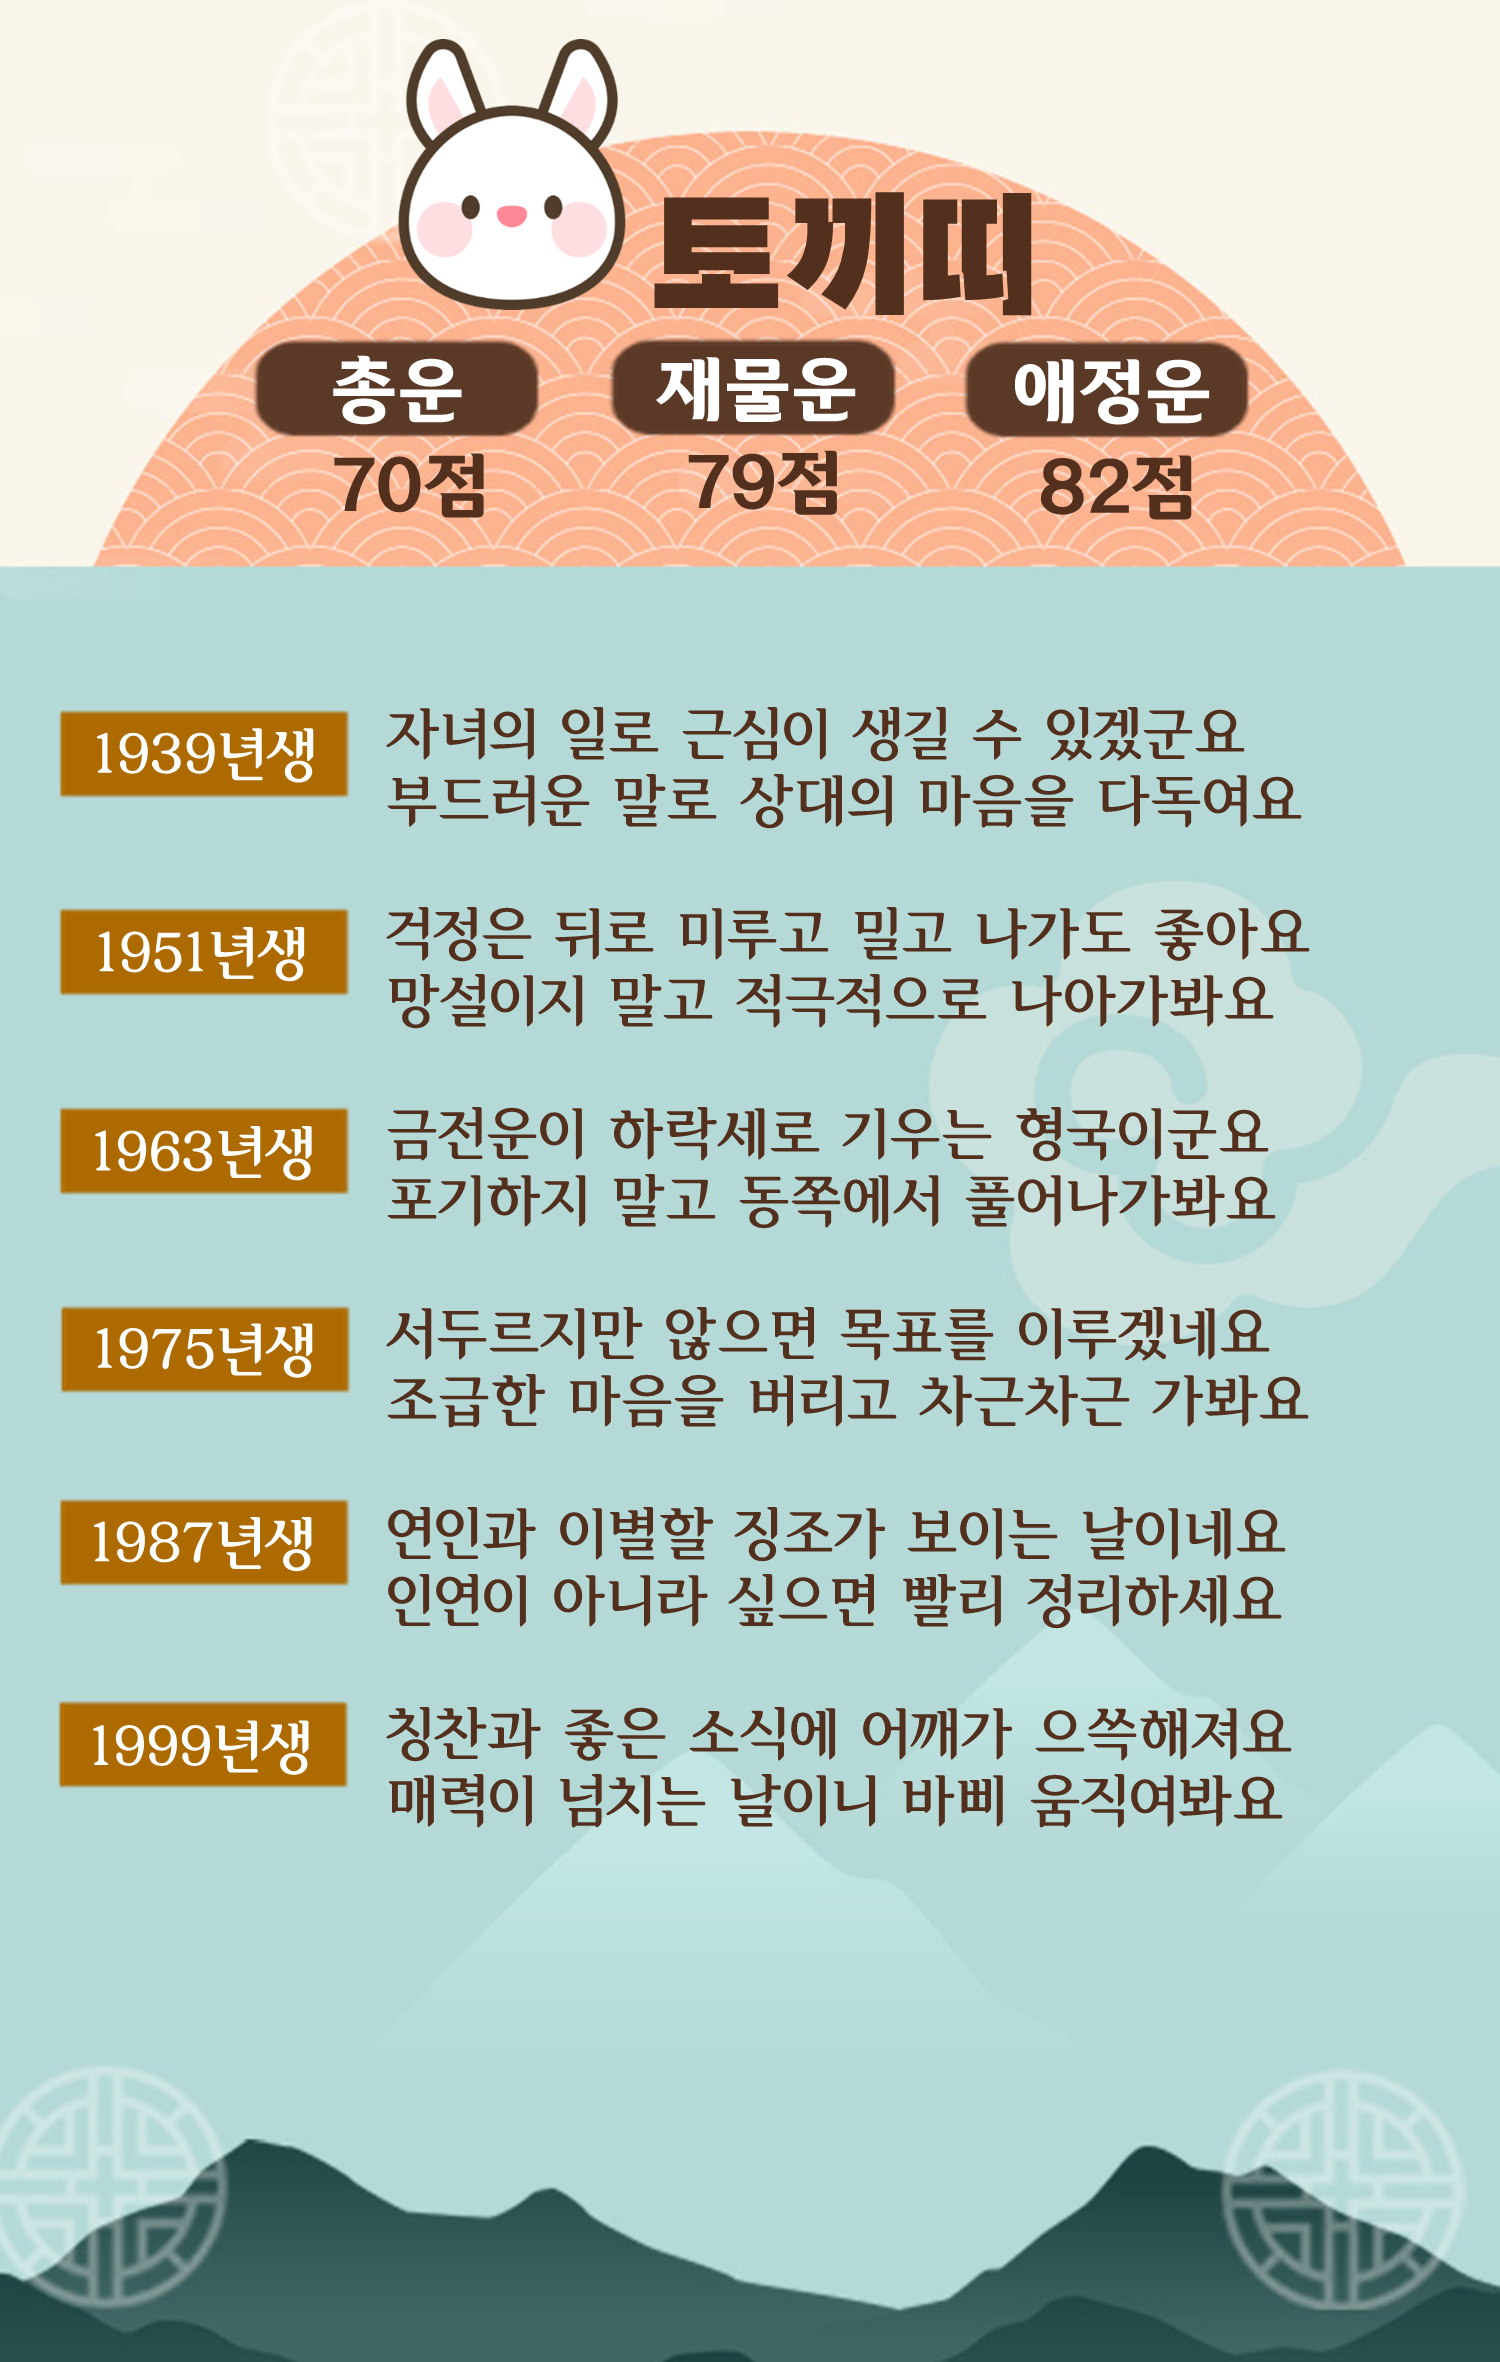 토끼띠
총운 재물운 애정운
70점 79점 82점
1939년생
자녀의 일로 근심이 생길 수 있겠군요
부드러운 말로 상대의 마음을 다독여요
1951년생
걱정은 뒤로 미루고 밀고 나가도 좋아요
망설이지 말고 적극적으로 나아가봐요
1963년생
금전운이 하락세로 기우는 형국이군요
포기하지 말고 동쪽에서 풀어나가봐요
1975년생
서두르지만 않으면 목표를 이루겠네요
조급한 마음을 버리고 차근차근 가봐요
1987년생
연인과 이별할 징조가 보이는 날이네요
인연이 아니라 싶으면 빨리 정리하세요
1999년생
칭찬과 좋은 소식에 어깨가 으쓱해져요
매력이 넘치는 날이니 바삐 움직여봐요